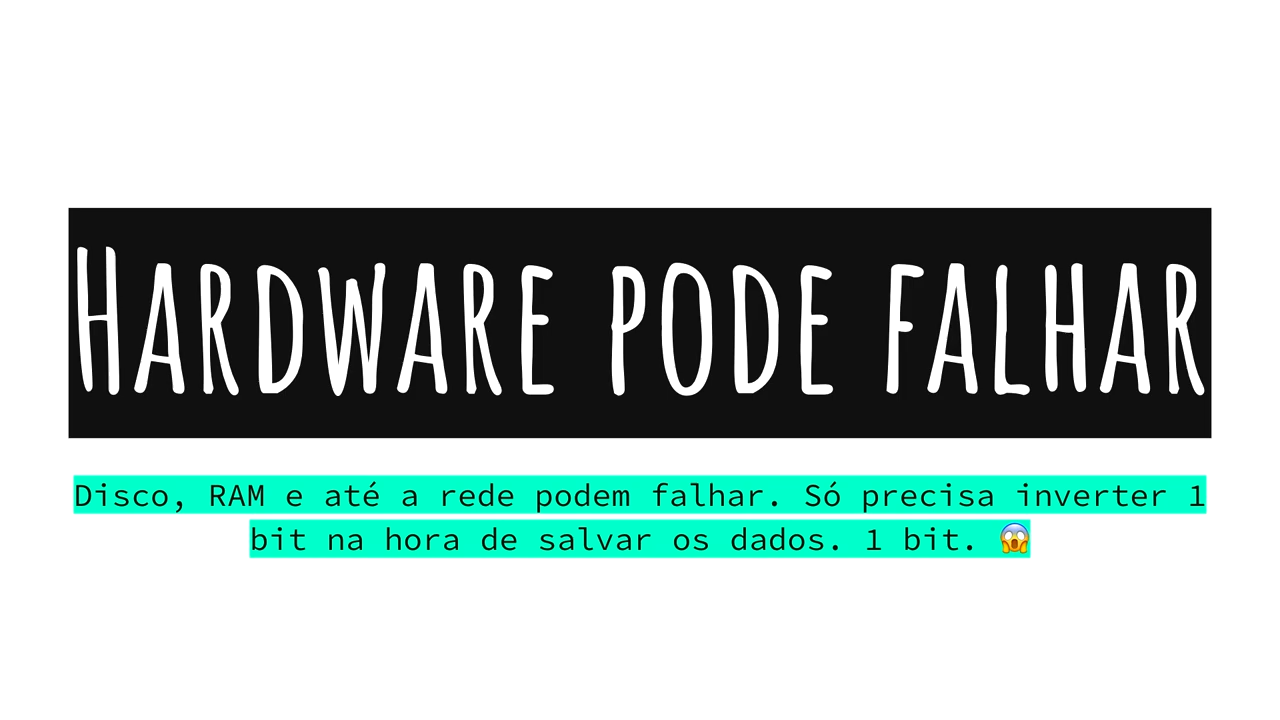 Hardware pode falhar
Disco, RAM e até a rede podem falhar. Só precisa inverter 1
bit na hora de salvar os dados. 1 bit. 😱